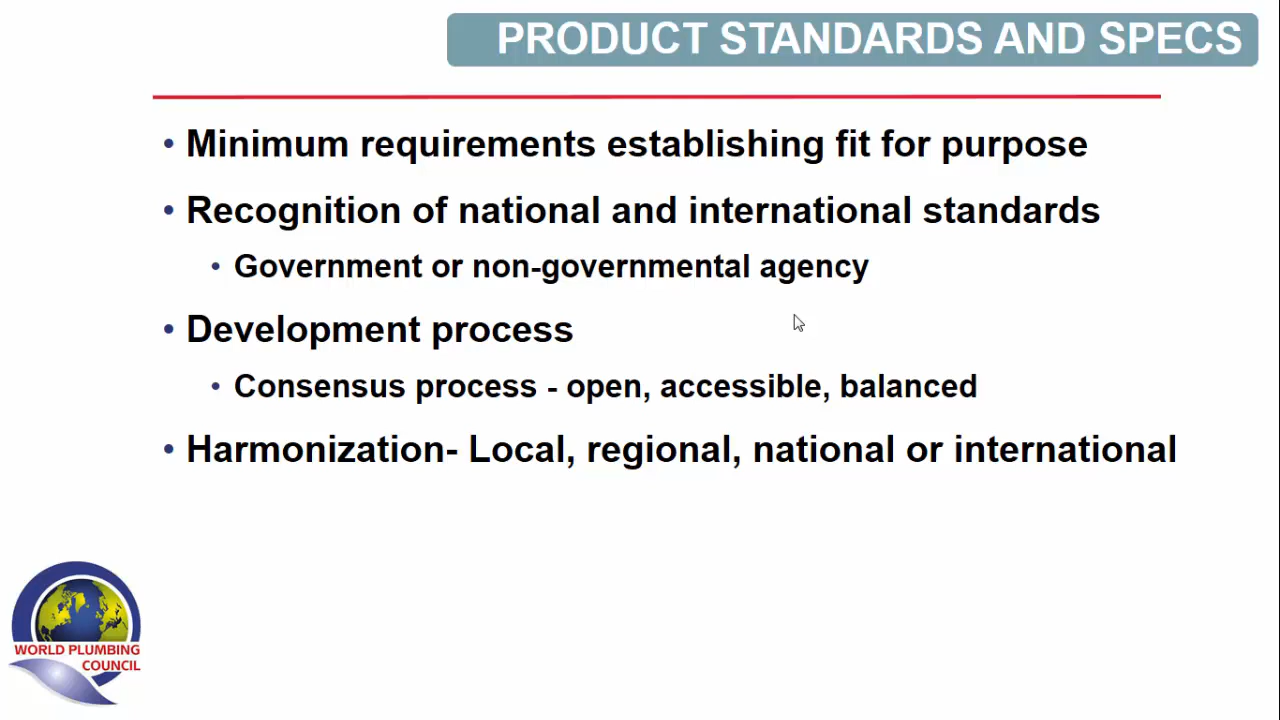 PRODUCT STANDARDS AND SPECS
• Minimum requirements establishing fit for purpose
• Recognition of national and international standards
• Government or non-governmental agency
• Development process
• Consensus process - open, accessible, balanced
• Harmonization- Local, regional, national or international
WORLD PLUMBING
COUNCIL